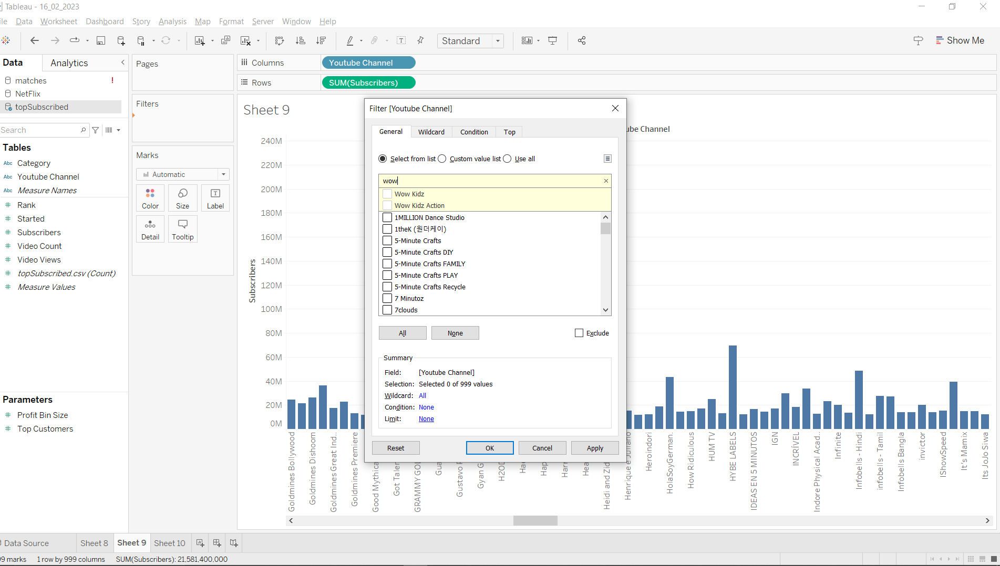 Tableau - 16_02_2023
ile Data Worksheet Dashboard Story Analysis Map Format Server Window Help
Standard
Show Me
Data
Analytics
matches !
NetFlix
topSubscribed
Search
Tables
Abc Category
Abc Youtube Channel
Abc Measure Names
# Rank
# Started
# Subscribers
# Video Count
# Video Views
# topSubscribed.csv (Count)
# Measure Values
Parameters
# Profit Bin Size
# Top Customers
Pages
Filters
Marks
Automatic
Color
Size
Label
Detail
Tooltip
Columns
Youtube Channel
Rows
SUM(Subscribers)
Sheet 9
ube Channel
Subscribers
240M
220M
200M
180M
160M
140M
120M
100M
80M
60M
40M
20M
0M
Filter [Youtube Channel]
General
Wildcard
Condition
Top
Select from list
Custom value list
Use all
wow
Wow Kidz
Wow Kidz Action
1MILLION Dance Studio
1theK (원더케이)
5-Minute Crafts
5-Minute Crafts DIY
5-Minute Crafts FAMILY
5-Minute Crafts PLAY
5-Minute Crafts Recycle
7 Minutoz
7clouds
All
None
Exclude
Summary
Field: [Youtube Channel]
Selection: Selected 0 of 999 values
Wildcard: All
Condition: None
Limit: None
Reset
OK
Cancel
Apply
Goldmines Bollywood
Goldmines Dishoom
Goldmines Great Ind..
Goldmines Premiere
Good Mythica
Got Talen
GRAMMY GOL
Gua
Gustavo P
Gyan G
H2OD
Hae
Hap
Harr
Hea
Heidi and Zid
Henrique e Juliano
Heroindori
HolaSoyGerman.
How Ridiculous
HUM TV
HYBE LABELS
IDEAS EN 5 MINUTOS
IGN
INCRÍVEL
Indore Physical Acad..
Infinite
Infobells - Hindi
infobells - Tamil
Infobells Bangla
invictor
IShowSpeed
It's Mamix
Its JoJo Siwa
Data Source
Sheet 8
Sheet 9
Sheet 10
99 marks 1 row by 999 columns SUM(Subscribers): 21,581,400,000